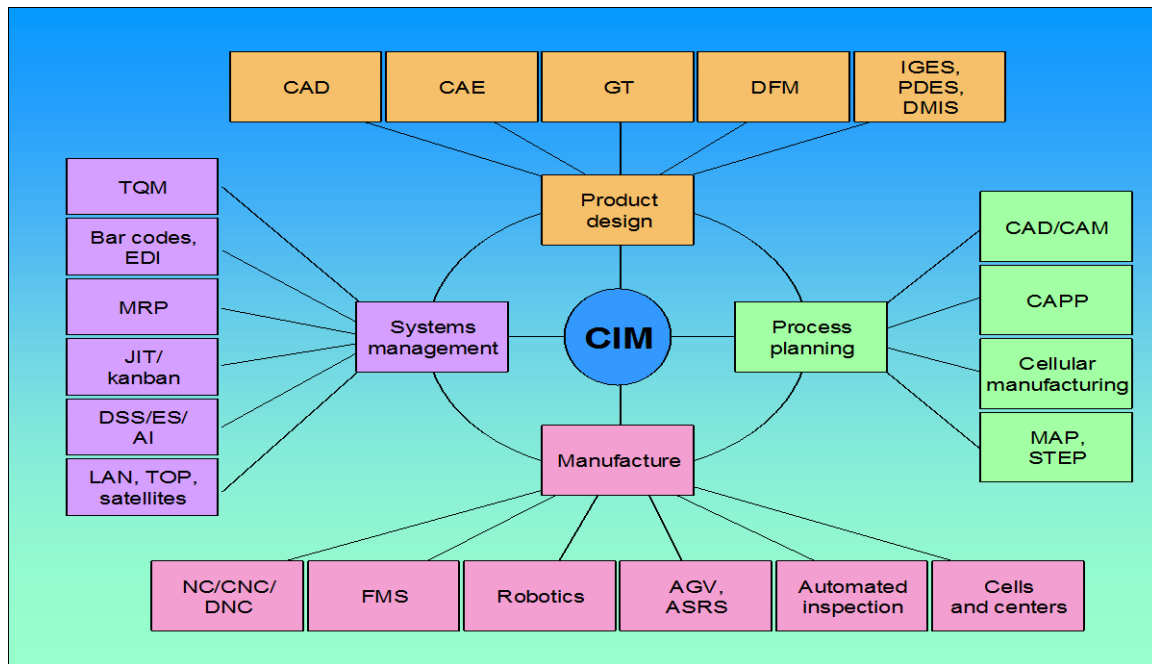 CAD
CAE
GT
DFM
IGES,
PDES,
DMIS
TQM
Bar codes,
EDI
MRP
JIT/
kanban
DSS/ES/
AI
LAN, TOP,
satellites
Product
design
Systems
management
CIM
Process
planning
Manufacture
CAD/CAM
CAPP
Cellular
manufacturing
MAP,
STEP
NC/CNC/
DNC
FMS
Robotics
AGV,
ASRS
Automated
inspection
Cells
and centers